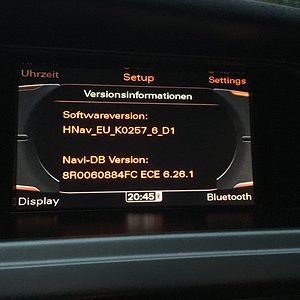 Uhrzeit
Setup
Settings
Versionsinformationen
Softwareversion:
HNav_EU_K0257_6_D1
Navi-DB Version:
8R0060884FC ECE 6.26.1
Display
20:45
Bluetooth